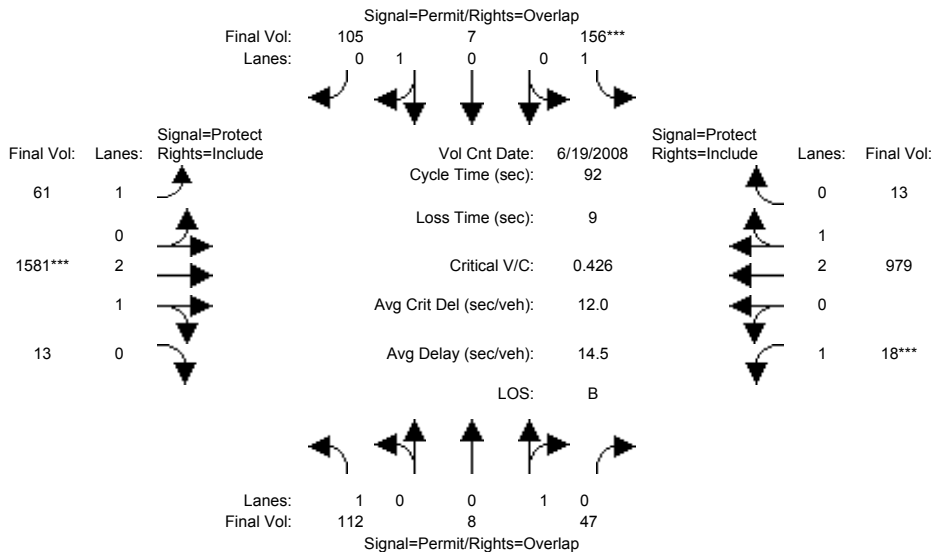 Signal=Permit/Rights=Overlap
Final Vol: 105 7 156***
Lanes: 0 1 0 0 1
Signal=Protect Signal=Protect
Final Vol: Lanes: Rights=Include Vol Cnt Date: 6/19/2008 Rights=Include Lanes: Final Vol:
Cycle Time (sec): 92
61 1 0 13
Loss Time (sec): 9
0 1
1581*** 2 Critical V/C: 0.426 2 979
1 Avg Crit Del (sec/veh): 12.0 0
13 0 Avg Delay (sec/veh): 14.5 1 18***
LOS: B
Lanes: 1 0 0 1 0
Final Vol: 112 8 47
Signal=Permit/Rights=Overlap